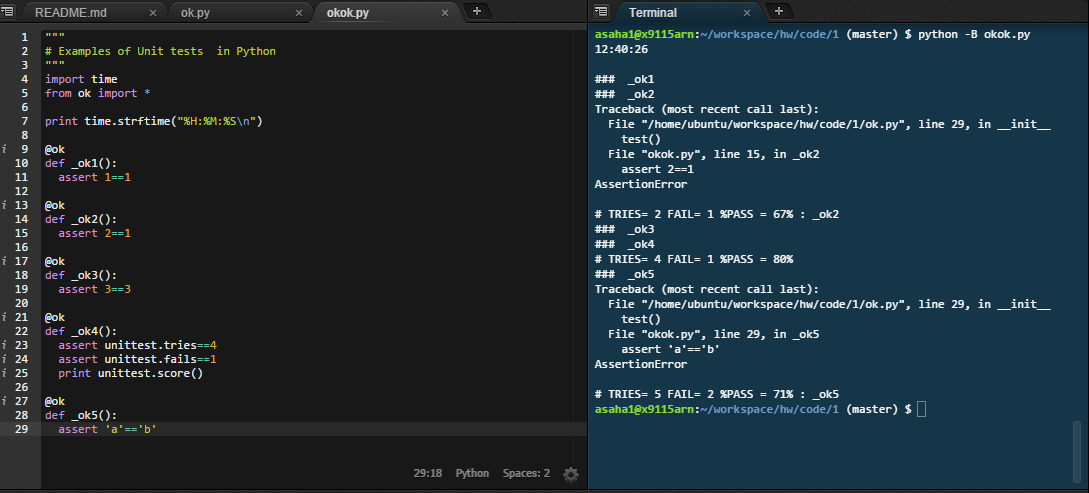 README.md
ok.py
okok.py
1 """
2 # Examples of Unit tests  in Python
3 """
4 import time
5 from ok import *
6
7 print time.strftime("%H:%M:%S\n")
8
9 @ok
10 def _ok1():
11   assert 1==1
12
13 @ok
14 def _ok2():
15   assert 2==1
16
17 @ok
18 def _ok3():
19   assert 3==3
20
21 @ok
22 def _ok4():
23   assert unittest.tries==4
24   assert unittest.fails==1
25   print unittest.score()
26
27 @ok
28 def _ok5():
29   assert 'a'=='b'
29:18 Python Spaces: 2
Terminal
asaha1@x9115arn:~/workspace/hw/code/1 (master) $ python -B okok.py
12:40:26
###  _ok1
###  _ok2
Traceback (most recent call last):
  File "/home/ubuntu/workspace/hw/code/1/ok.py", line 29, in __init__
    test()
  File "okok.py", line 15, in _ok2
    assert 2==1
AssertionError
# TRIES= 2 FAIL= 1 %PASS = 67% : _ok2
###  _ok3
###  _ok4
# TRIES= 4 FAIL= 1 %PASS = 80%
###  _ok5
Traceback (most recent call last):
  File "/home/ubuntu/workspace/hw/code/1/ok.py", line 29, in __init__
    test()
  File "okok.py", line 29, in _ok5
    assert 'a'=='b'
AssertionError
# TRIES= 5 FAIL= 2 %PASS = 71% : _ok5
asaha1@x9115arn:~/workspace/hw/code/1 (master) $